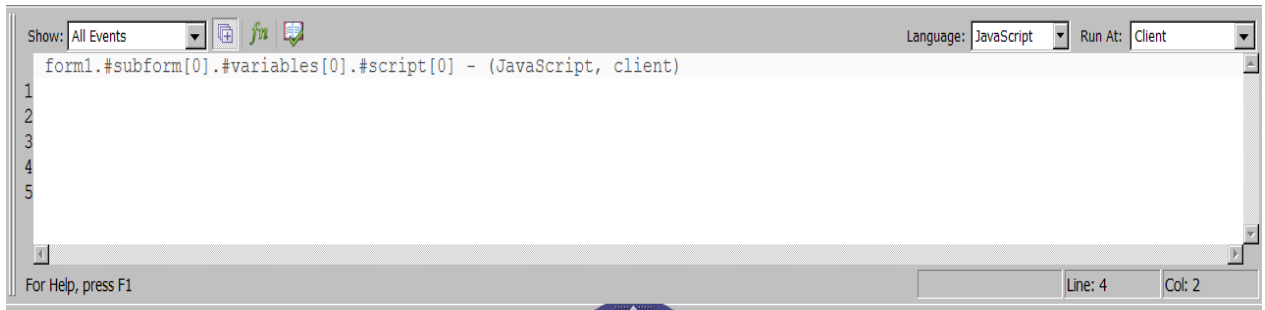 Show: All Events fn Language: JavaScript Run At: Client
form1.#subform[0].#variables[0].#script[0] - (JavaScript, client)
1
2
3
4
5
For Help, press F1 Line: 4 Col: 2